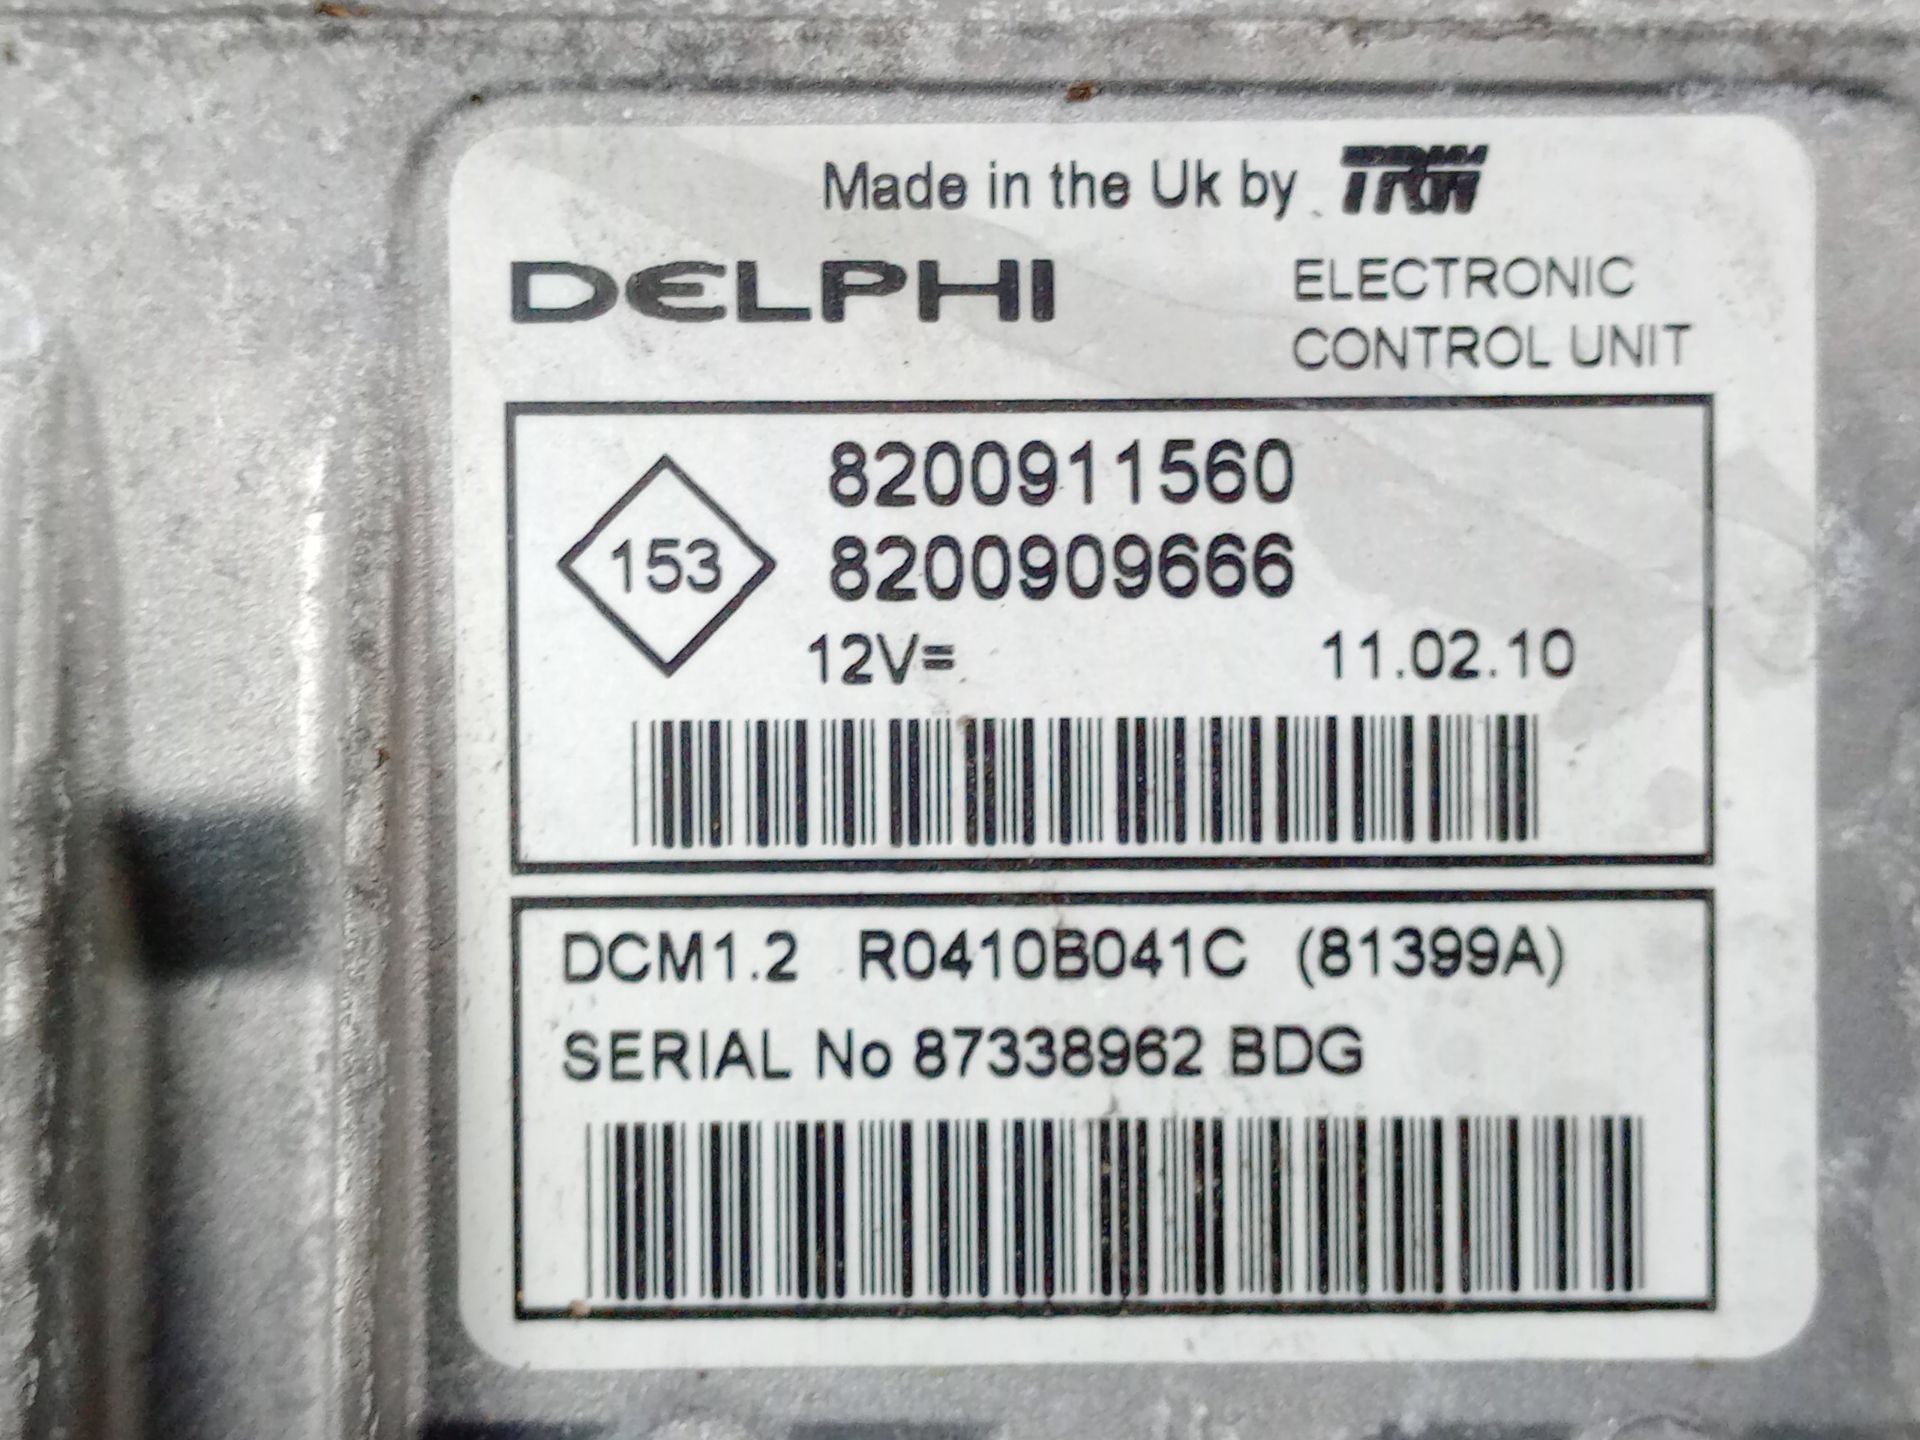 Made in the Uk by TRW
DELPHI
ELECTRONIC
CONTROL UNIT
153
8200911560
8200909666
12V=
11.02.10
DCM1.2 R0410B041C (81399A)
SERIAL No 87338962 BDG